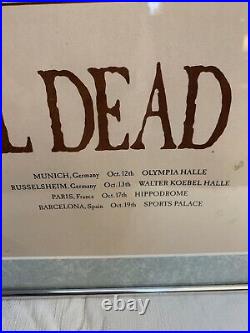 L DEAD
MUNICH, Germany Oct. 12th OLYMPIA HALLE
RUSSELSHEIM, Germany Oct. 13th WALTER KOEBEL HALLE
PARIS, France Oct. 17th HIPPODROME
BARCELONA, Spain Oct. 19th SPORTS PALACE